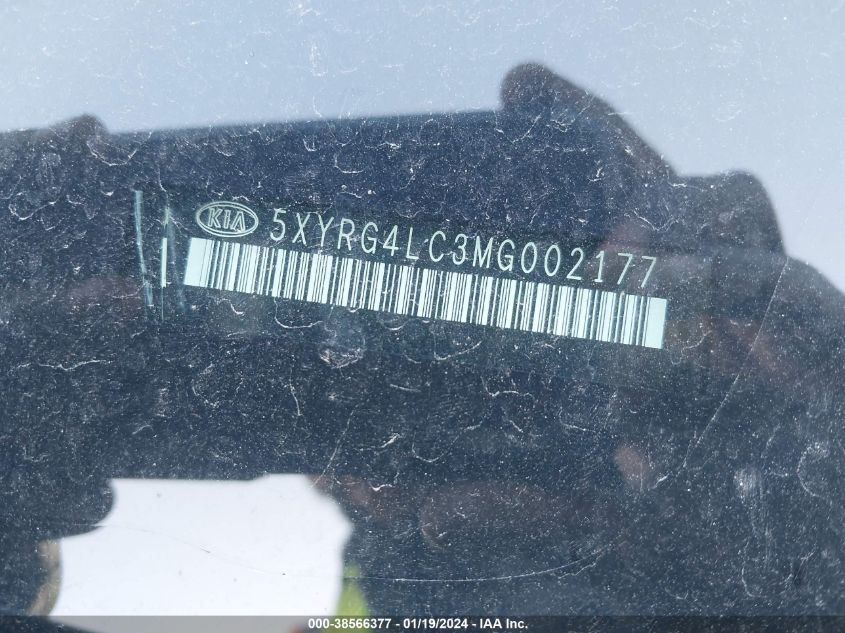 KIA 5XYRG4LC3MG002177
000-38566377 - 01/19/2024 - IAA Inc.